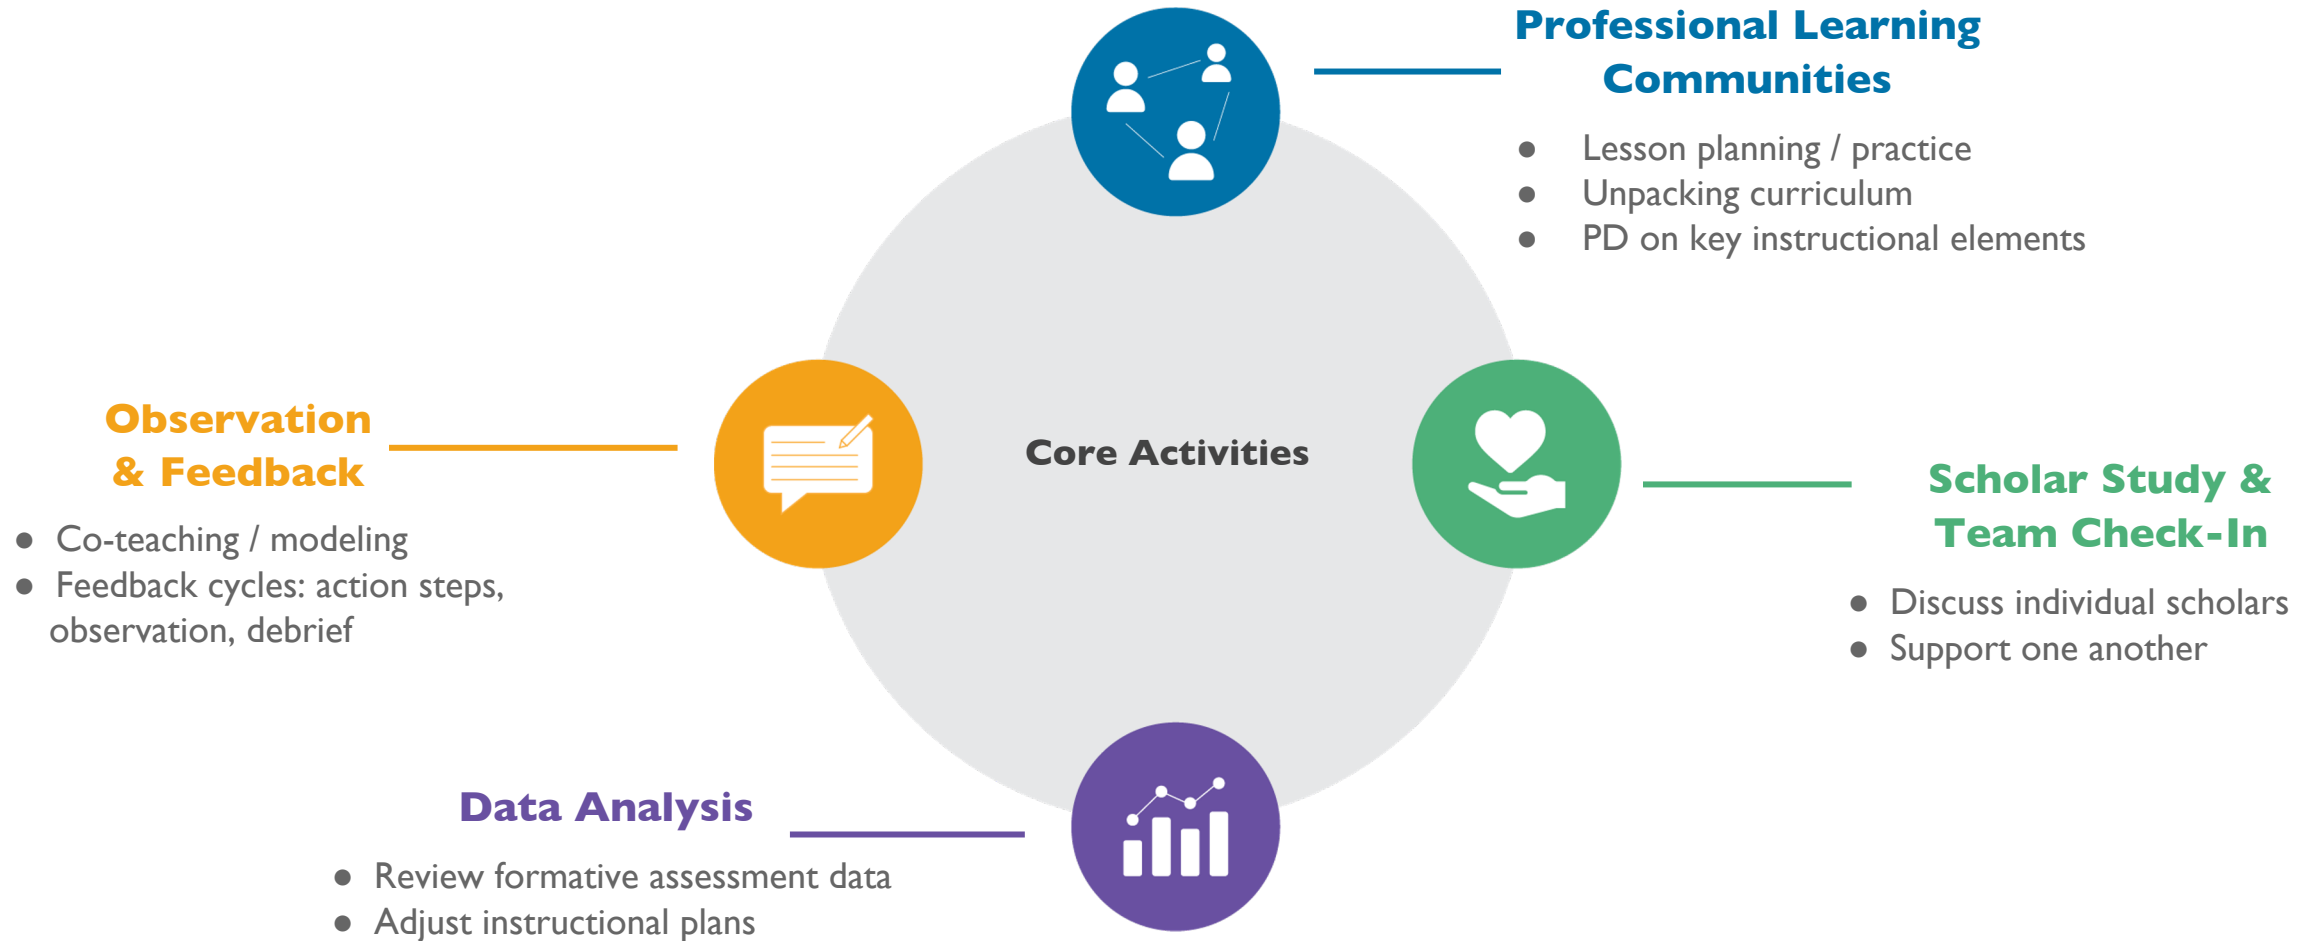 Professional Learning
Communities
● Lesson planning / practice
● Unpacking curriculum
● PD on key instructional elements
Core Activities
Observation
& Feedback
● Co-teaching / modeling
● Feedback cycles: action steps,
observation, debrief
Scholar Study &
Team Check-In
● Discuss individual scholars
● Support one another
Data Analysis
● Review formative assessment data
● Adjust instructional plans